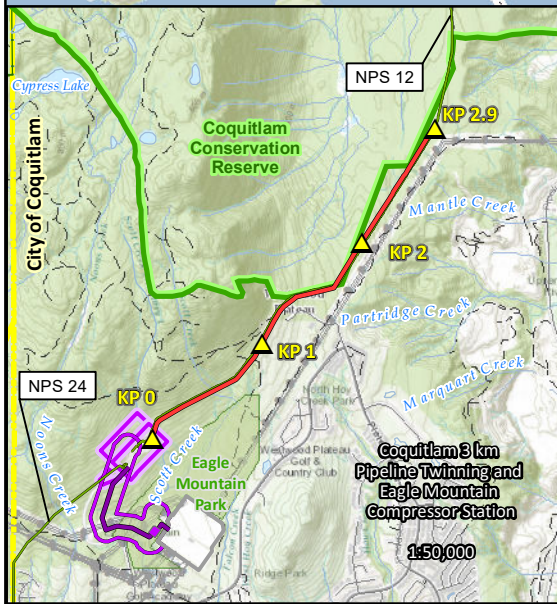 NPS 12
Cypress Lake
City of Coquitlam
Coquitlam
Conservation
Reserve
KP 2.9
Mantle Creek
KP 2
Partridge Creek
KP 1
Marquart Creek
NPS 24
KP 0
North Hoy
Creek Park
Noons Creek
Scott Creek
Eagle
Mountain
Park
Westwood Plateau
Golf &
Country Club
Coquitlam 3 km
Pipeline Twinning and
Eagle Mountain
Compressor Station
1:50,000
Ridge Park